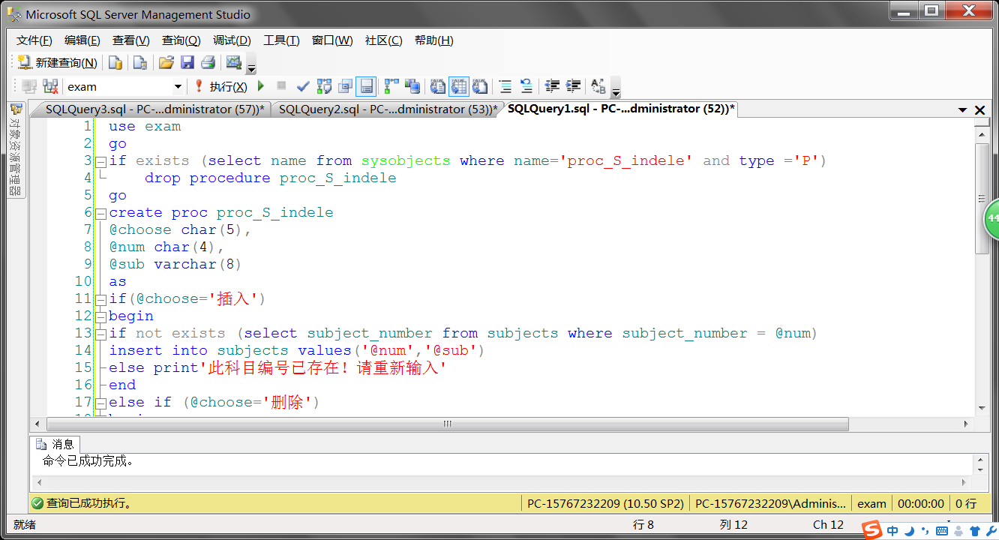 Microsoft SQL Server Management Studio
文件(F) 编辑(E) 查看(V) 查询(Q) 调试(D) 工具(T) 窗口(W) 社区(C) 帮助(H)
新建查询(N)
exam 执行(X)
SQLQuery3.sql - PC-...dministrator (57))* SQLQuery2.sql - PC-...dministrator (53))* SQLQuery1.sql - PC-...dministrator (52))*
对象资源管理器
1 use exam
2 go
3 if exists (select name from sysobjects where name='proc_S_indele' and type ='P')
4 drop procedure proc_S_indele
5 go
6 create proc proc_S_indele
7 @choose char(5),
8 @num char(4),
9 @sub varchar(8)
10 as
11 if(@choose='插入')
12 begin
13 if not exists (select subject_number from subjects where subject_number = @num)
14 insert into subjects values('@num','@sub')
15 else print'此科目编号已存在！请重新输入'
16 end
17 else if (@choose='删除')
44
消息
命令已成功完成。
查询已成功执行。 PC-15767232209 (10.50 SP2) PC-15767232209\Adminis... exam 00:00:00 0 行
就绪 行 8 列 12 Ch 12
S 中